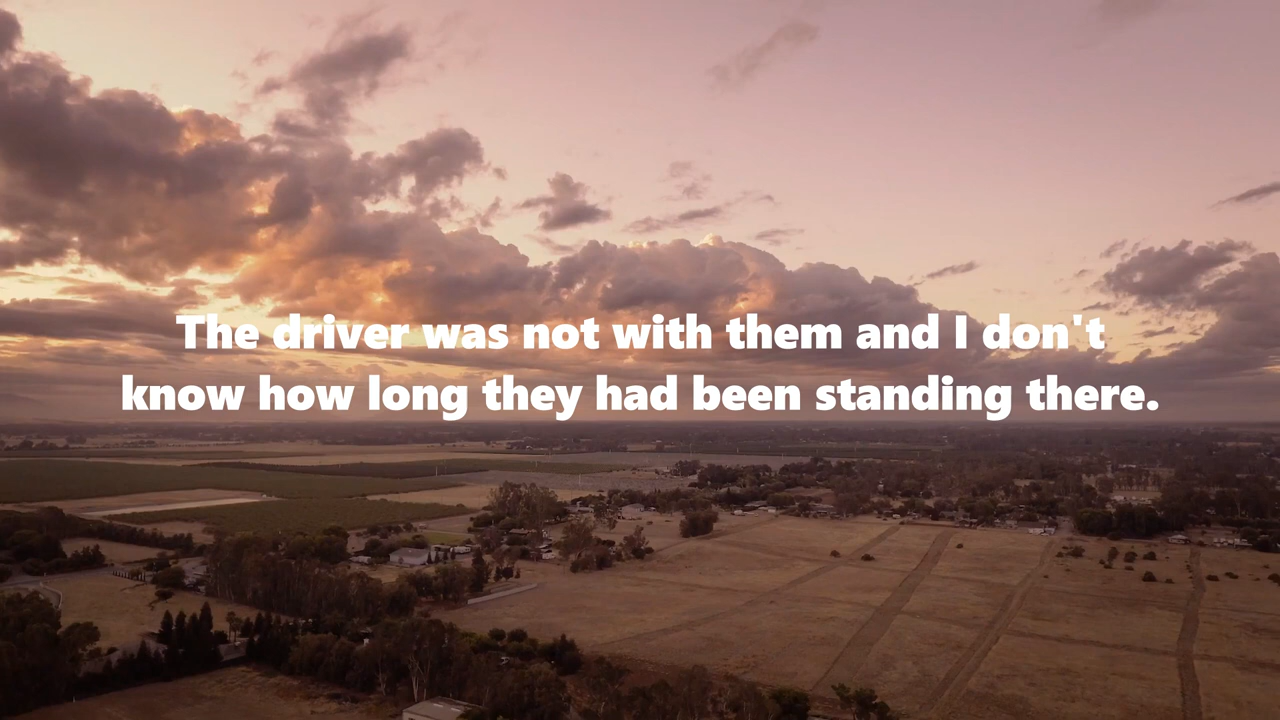 The driver was not with them and I don't
know how long they had been standing there.